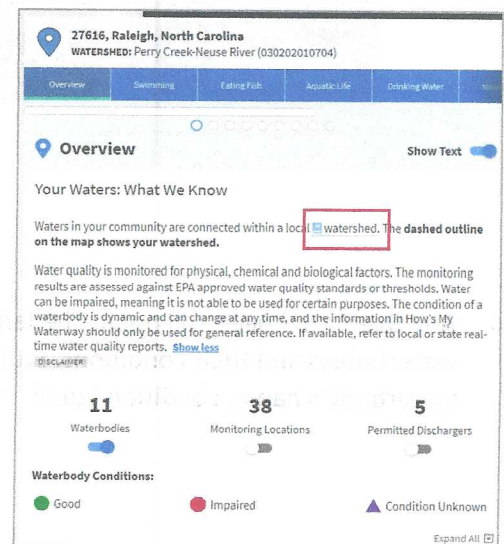 27616, Raleigh, North Carolina
WATERSHED: Perry Creek-Neuse River (030202010704)
Overview Swimming Eating Fish Aquatic Life Drinking Water
Overview Show Text
Your Waters: What We Know
Waters in your community are connected within a local watershed. The dashed outline
on the map shows your watershed.
Water quality is monitored for physical, chemical and biological factors. The monitoring
results are assessed against EPA approved water quality standards or thresholds. Water
can be impaired, meaning it is not able to be used for certain purposes. The condition of a
waterbody is dynamic and can change at any time, and the information in How's My
Waterway should only be used for general reference. If available, refer to local or state real-
time water quality reports. Show less
DISCLAIMER
11 38 5
Waterbodies Monitoring Locations Permitted Dischargers
Waterbody Conditions:
Good Impaired Condition Unknown
Expand All